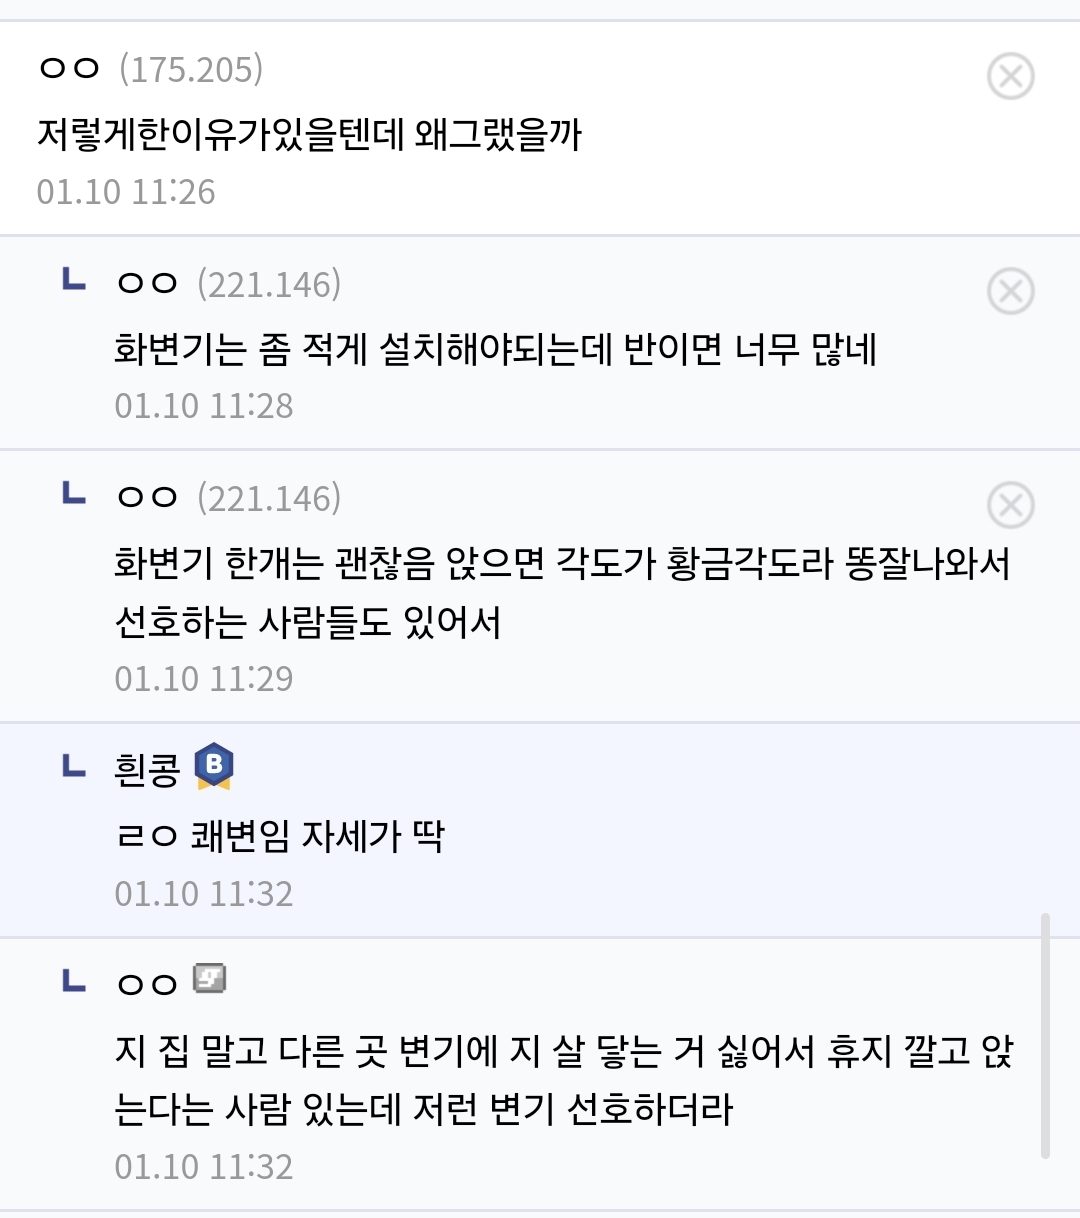 ㅇㅇ (175.205)
저렇게한이유가있을텐데 왜그랬을까
01.10 11:26
ㅇㅇ (221.146)
화변기는 좀 적게 설치해야되는데 반이면 너무 많네
01.10 11:28
ㅇㅇ (221.146)
화변기 한개는 괜찮음 앉으면 각도가 황금각도라 똥잘나와서
선호하는 사람들도 있어서
01.10 11:29
흰콩 B
ㄹㅇ 쾌변임 자세가 딱
01.10 11:32
ㅇㅇ
지 집 말고 다른 곳 변기에 지 살 닿는 거 싫어서 휴지 깔고 앉
는다는 사람 있는데 저런 변기 선호하더라
01.10 11:32